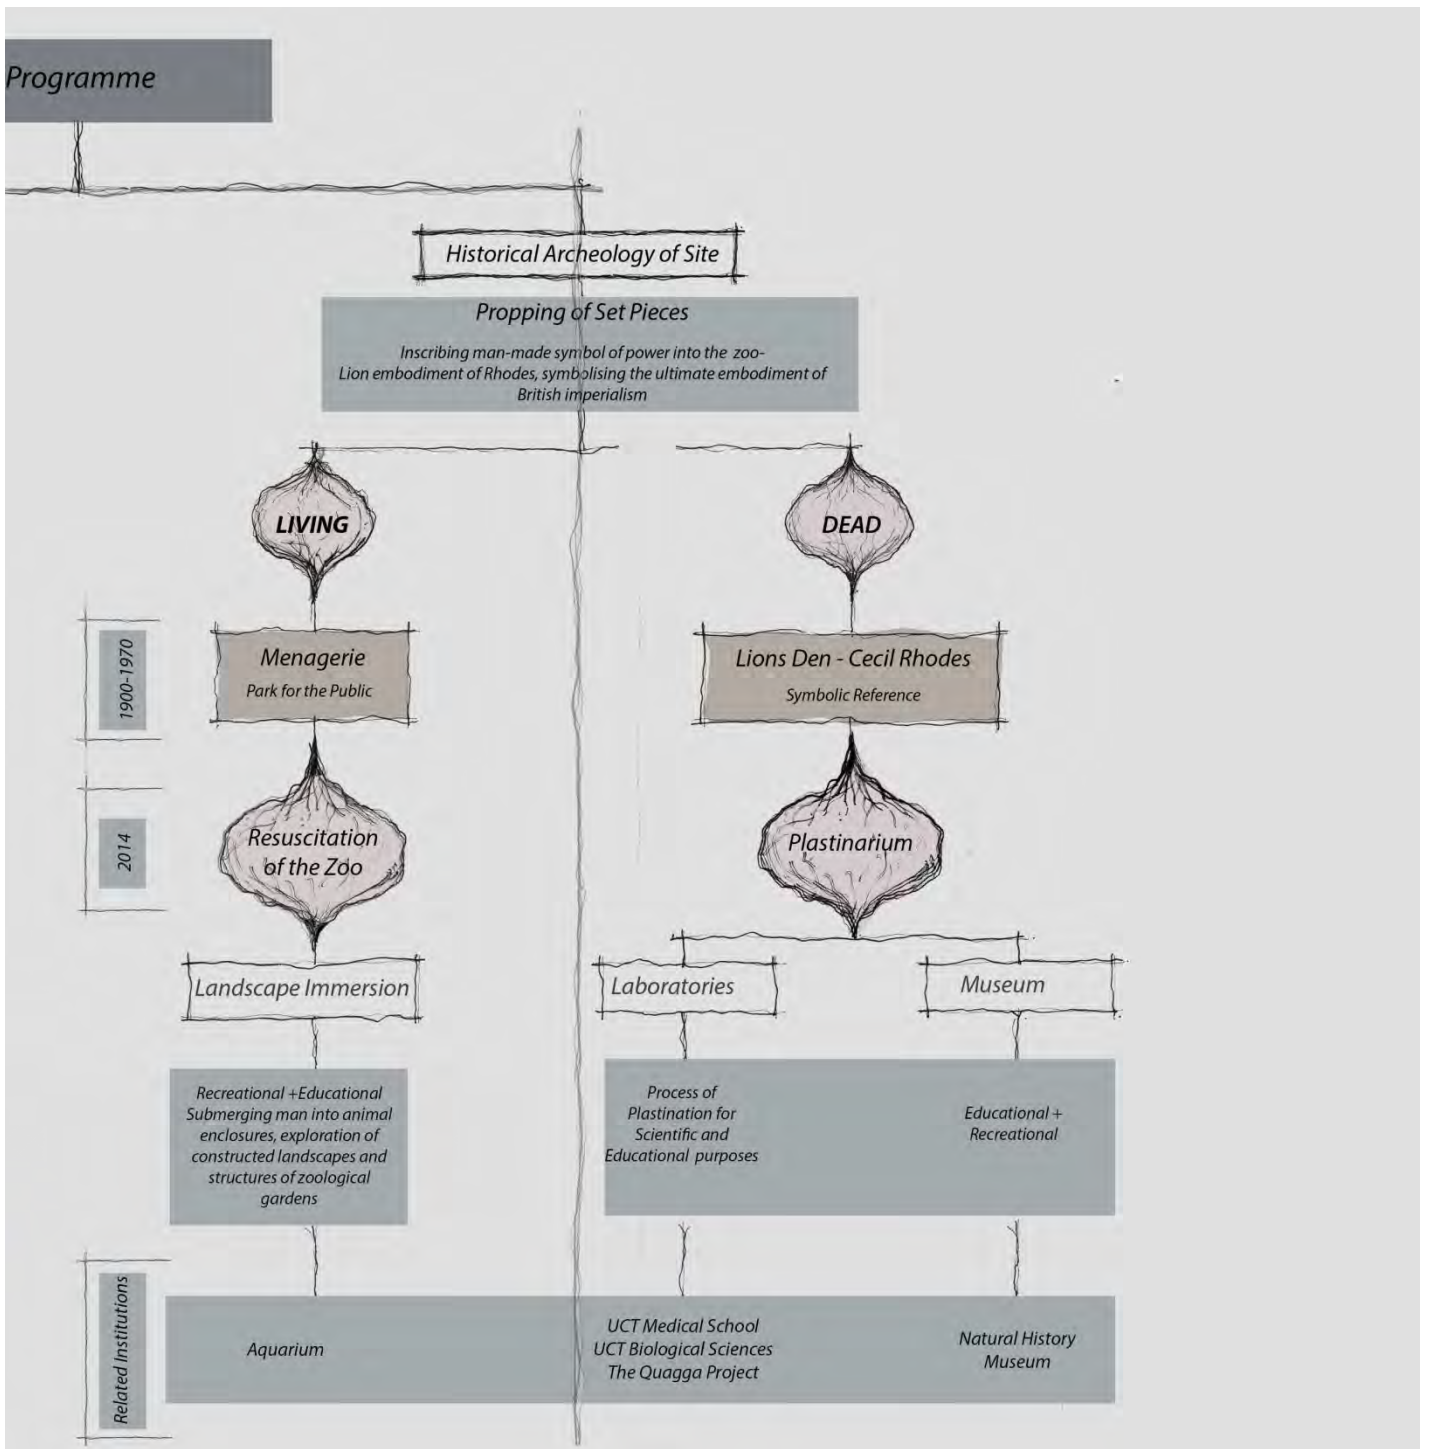 Programme
Historical Archeology of Site
Propping of Set Pieces
Inscribing man-made symbol of power into the zoo-
Lion embodiment of Rhodes, symbolising the ultimate embodiment of
British imperialism
LIVING
DEAD
1900-1970
Menagerie
Park for the Public
Lions Den - Cecil Rhodes
Symbolic Reference
2014
Resuscitation
of the Zoo
Plastinarium
Landscape Immersion
Laboratories
Museum
Recreational +Educational
Submerging man into animal
enclosures, exploration of
constructed landscapes and
structures of zoological
gardens
Process of
Plastination for
Scientific and
Educational purposes
Educational +
Recreational
Related Institutions
Aquarium
UCT Medical School
UCT Biological Sciences
The Quagga Project
Natural History
Museum